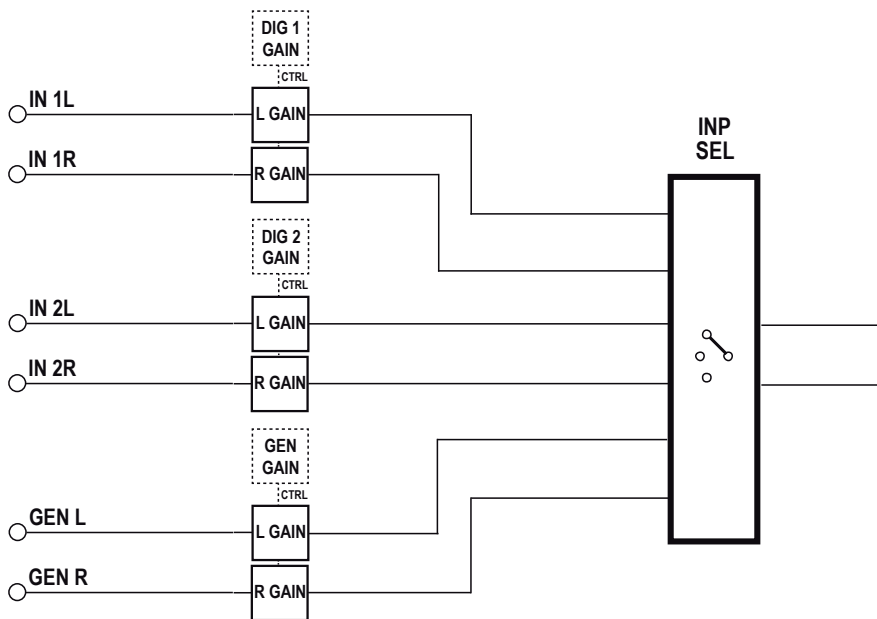 DIG 1
GAIN
CTRL
IN 1L
L GAIN
IN 1R
R GAIN
INP
SEL
DIG 2
GAIN
CTRL
IN 2L
L GAIN
IN 2R
R GAIN
GEN
GAIN
CTRL
GEN L
L GAIN
GEN R
R GAIN